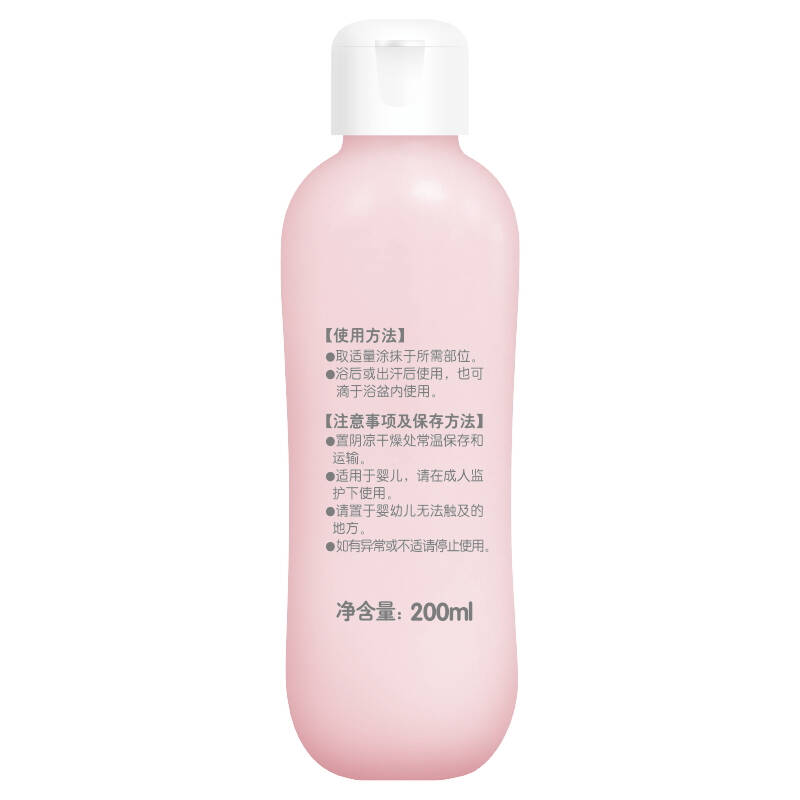 【使用方法】
●取适量涂抹于所需部位。
●浴后或出汗后使用，也可
滴于浴盆内使用。
【注意事项及保存方法】
●置阴凉干燥处常温保存和
运输。
●适用于婴儿，请在成人监
护下使用。
●请置于婴幼儿无法触及的
地方。
●如有异常或不适请停止使用。
净含量：200ml